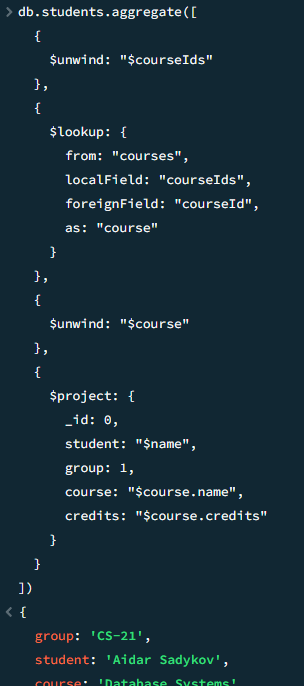 > db.students.aggregate([
  {
    $unwind: "$courseIds"
  },
  {
    $lookup: {
      from: "courses",
      localField: "courseIds",
      foreignField: "courseId",
      as: "course"
    }
  },
  {
    $unwind: "$course"
  },
  {
    $project: {
      _id: 0,
      student: "$name",
      group: 1,
      course: "$course.name",
      credits: "$course.credits"
    }
  }
])
< {
  group: 'CS-21',
  student: 'Aidar Sadykov',
  course: 'Database Systems'